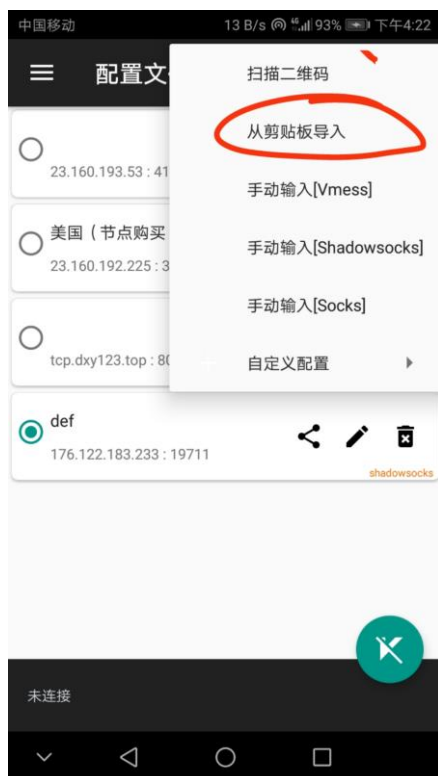 中国移动 13 B/s 4G 93% 下午4:22
配置文
扫描二维码
从剪贴板导入
手动输入[Vmess]
手动输入[Shadowsocks]
手动输入[Socks]
自定义配置
23.160.193.53 : 41
美国（节点购买
23.160.192.225 : 3
tcp.dxy123.top : 80
def
176.122.183.233 : 19711
shadowsocks
未连接